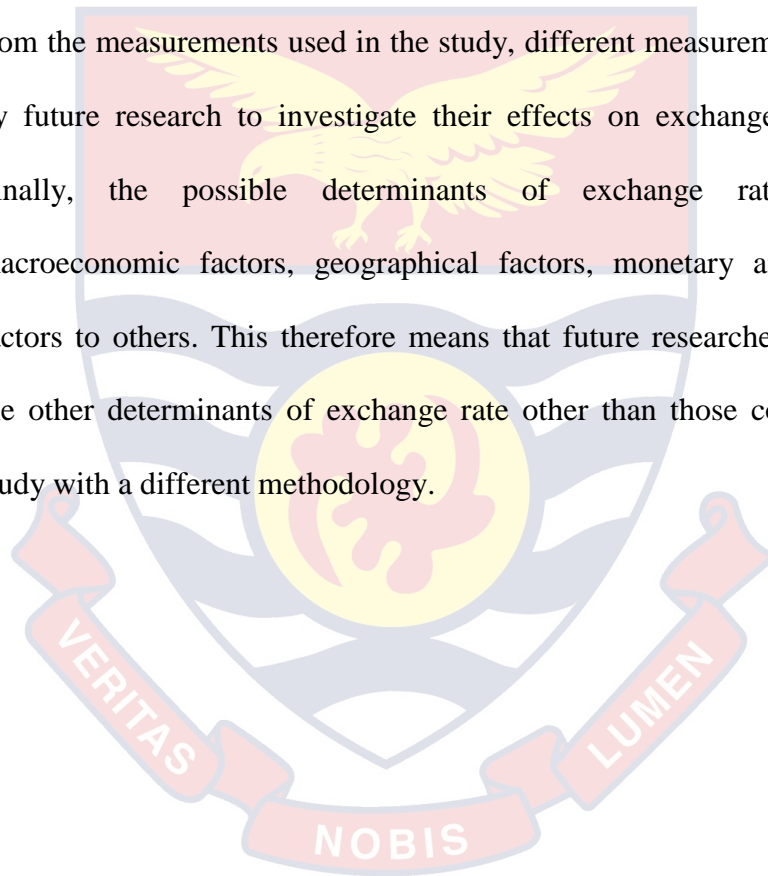 om the measurements used in the study, different measurem
y future research to investigate their effects on exchange
nally, the possible determinants of exchange rat
acroeconomic factors, geographical factors, monetary a
ctors to others. This therefore means that future researche
e other determinants of exchange rate other than those co
udy with a different methodology.
VERITAS
NOBIS
LUMEN